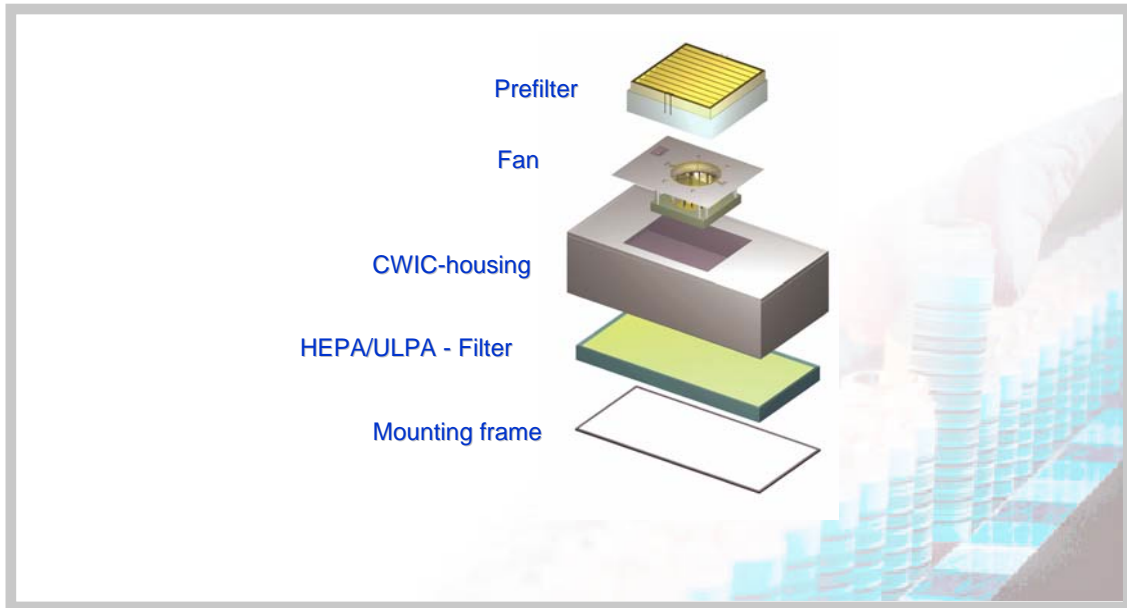 Prefilter
Fan
CWIC-housing
HEPA/ULPA - Filter
Mounting frame